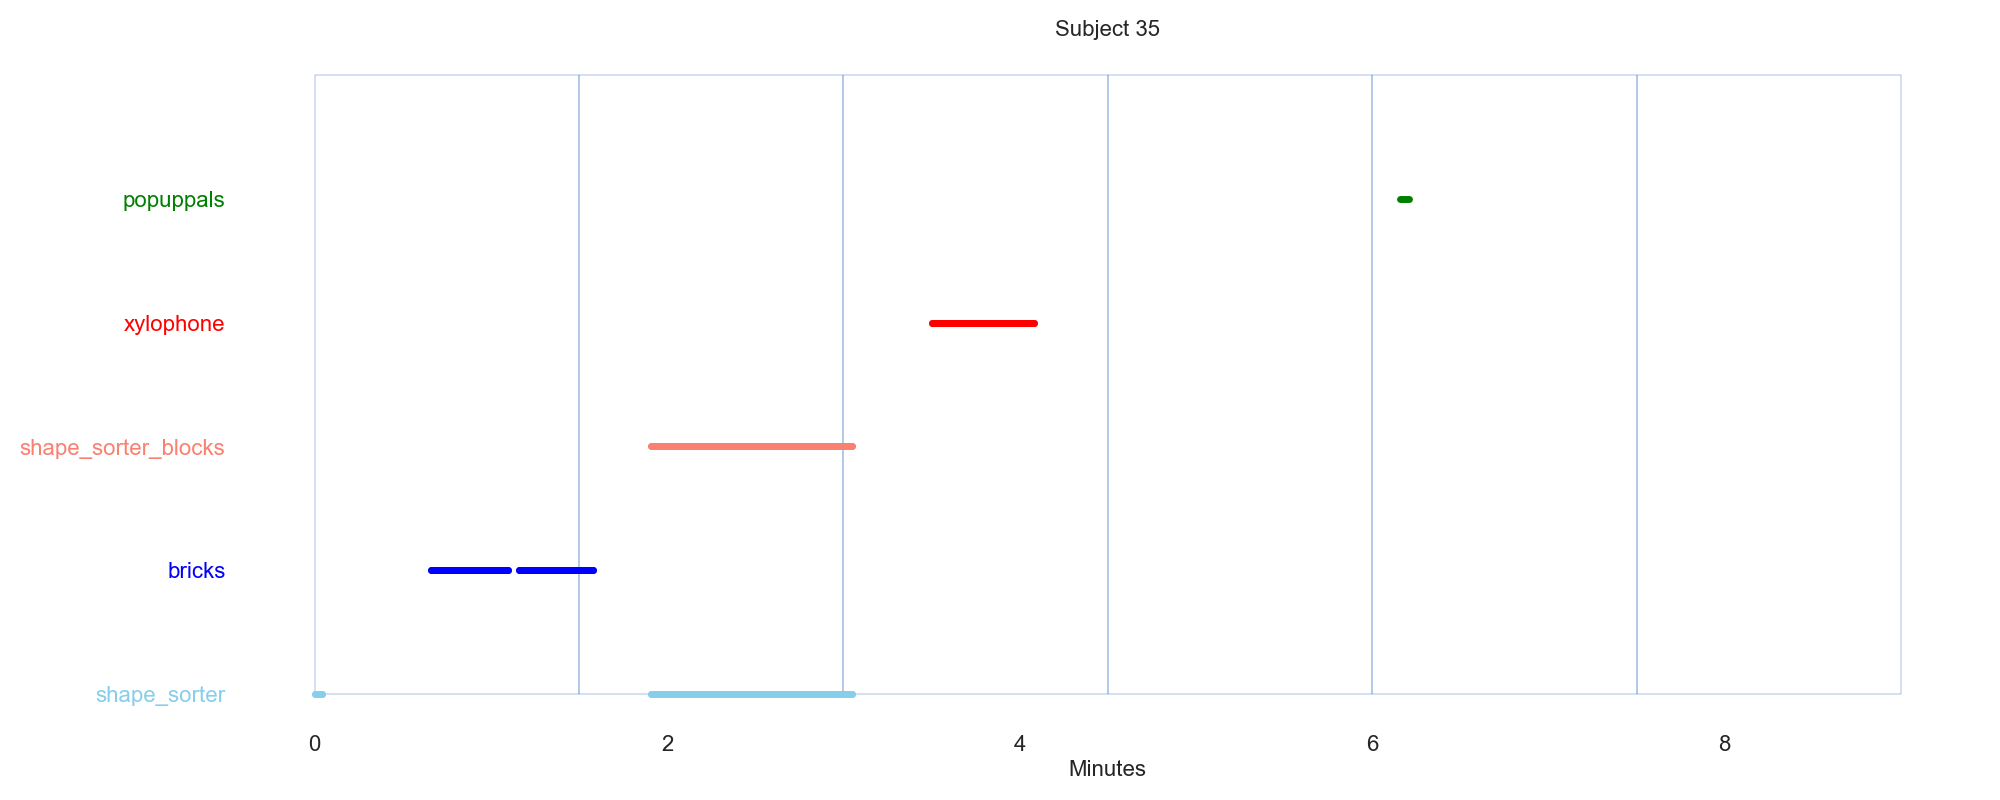 Subject 35
popuppals
xylophone
shape_sorter_blocks
bricks
shape_sorter
0 2 4 6 8
Minutes